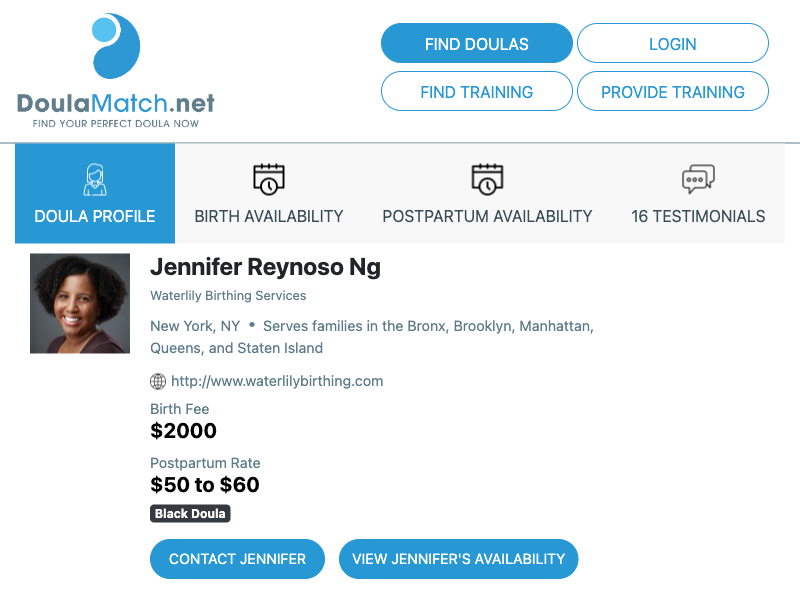 DoulaMatch.net
FIND YOUR PERFECT DOULA NOW
FIND DOULAS
LOGIN
FIND TRAINING
PROVIDE TRAINING
DOULA PROFILE
BIRTH AVAILABILITY
POSTPARTUM AVAILABILITY
16 TESTIMONIALS
Jennifer Reynoso Ng
Waterlily Birthing Services
New York, NY • Serves families in the Bronx, Brooklyn, Manhattan,
Queens, and Staten Island
http://www.waterlilybirthing.com
Birth Fee
$2000
Postpartum Rate
$50 to $60
Black Doula
CONTACT JENNIFER
VIEW JENNIFER'S AVAILABILITY